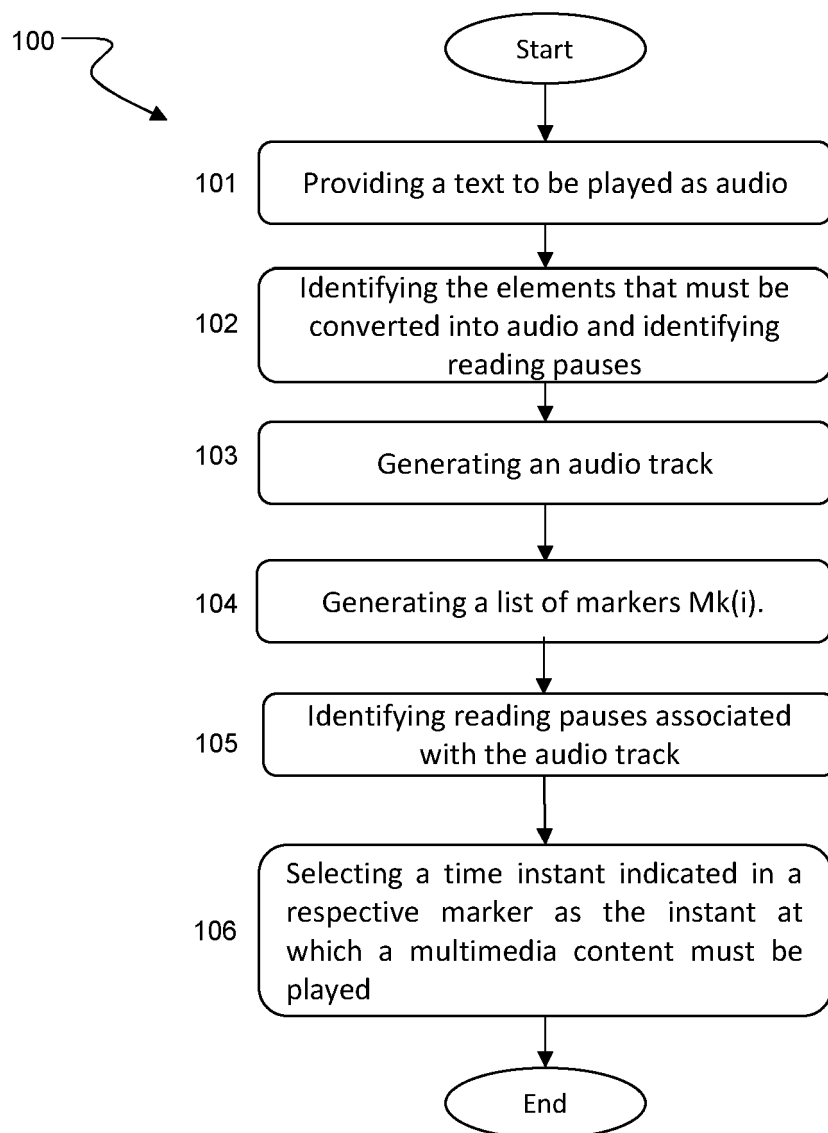 100
Start
101
Providing a text to be played as audio
102
Identifying the elements that must be
converted into audio and identifying
reading pauses
103
Generating an audio track
104
Generating a list of markers Mk(i).
105
Identifying reading pauses associated
with the audio track
106
Selecting a time instant indicated in a
respective marker as the instant at
which a multimedia content must be
played
End